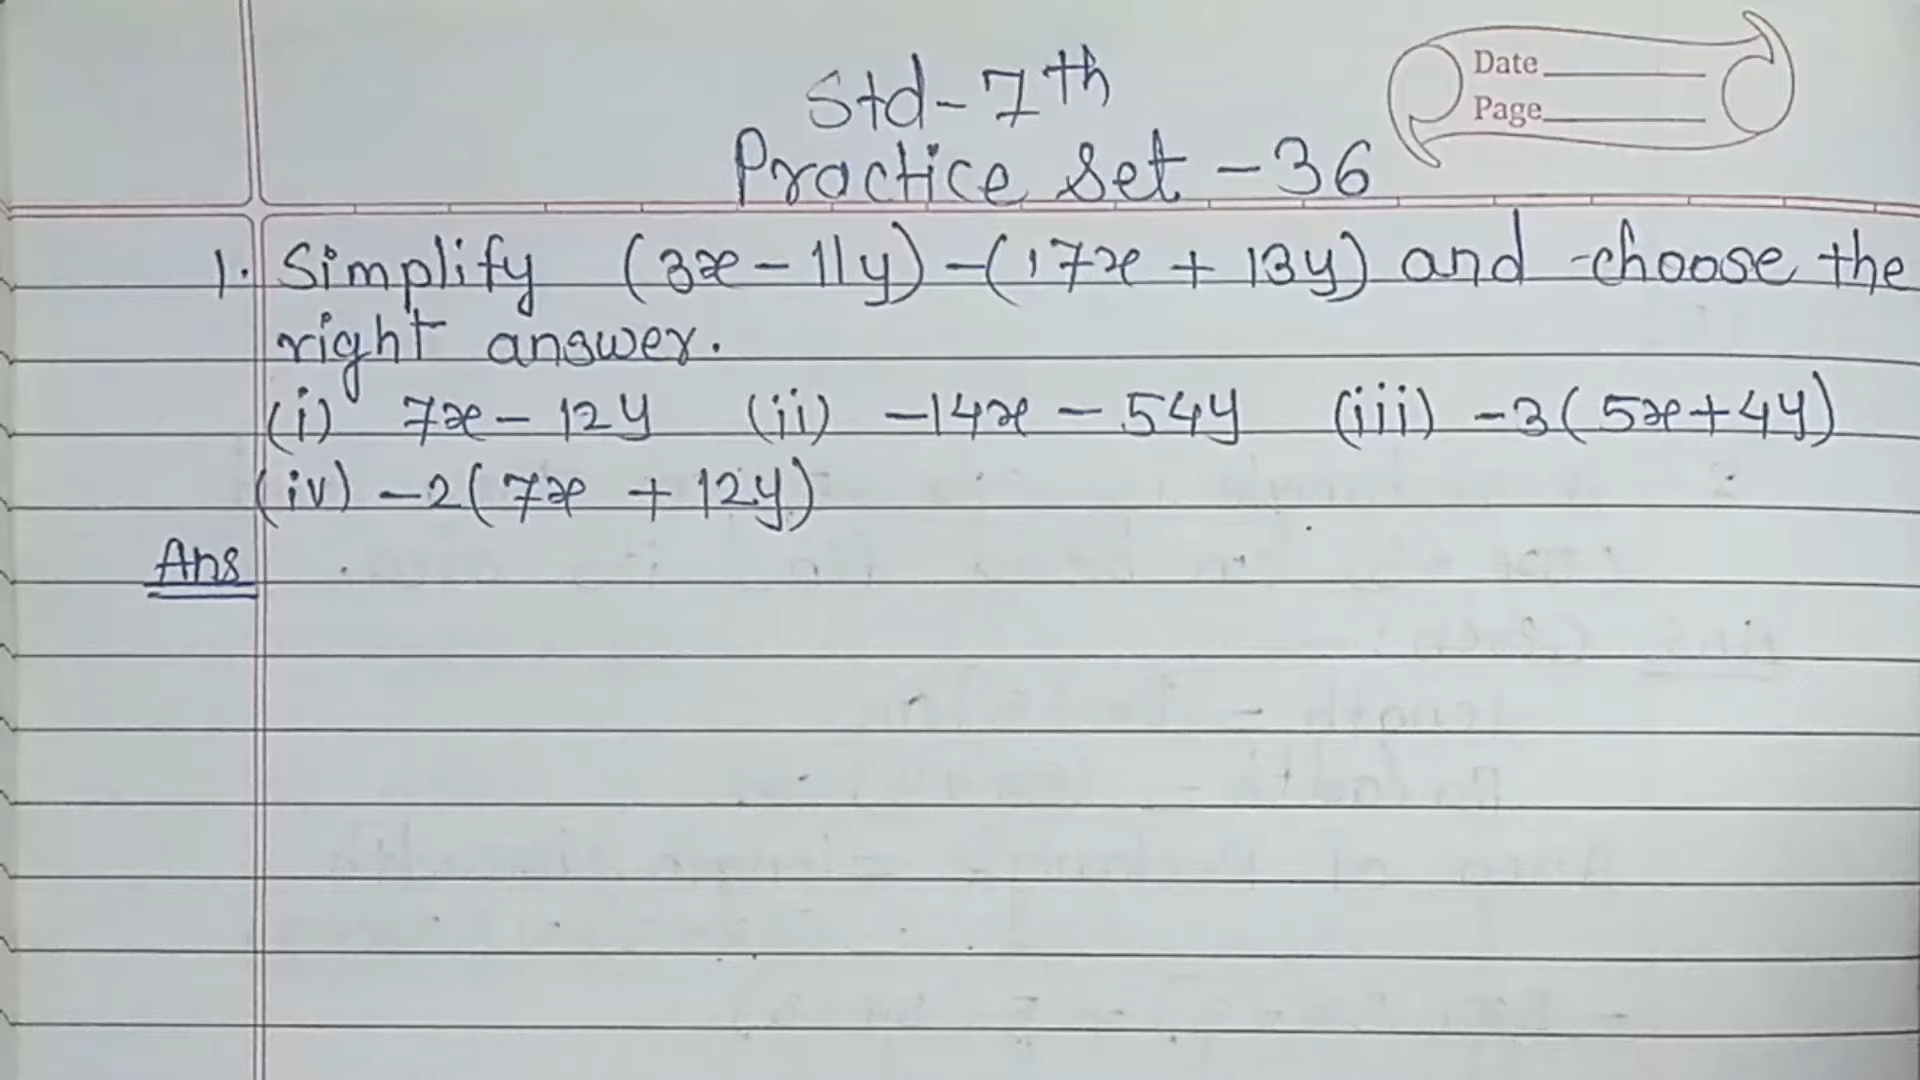 Date
Page
Std-7th
Practice Set - 36
1. Simplify (3x - 11y) - (17x + 13y) and choose the
right answer.
(i) 7x - 12y (ii) -14x - 54y (iii) -3(5x+4y)
(iv) -2(7x + 12y)
Ans